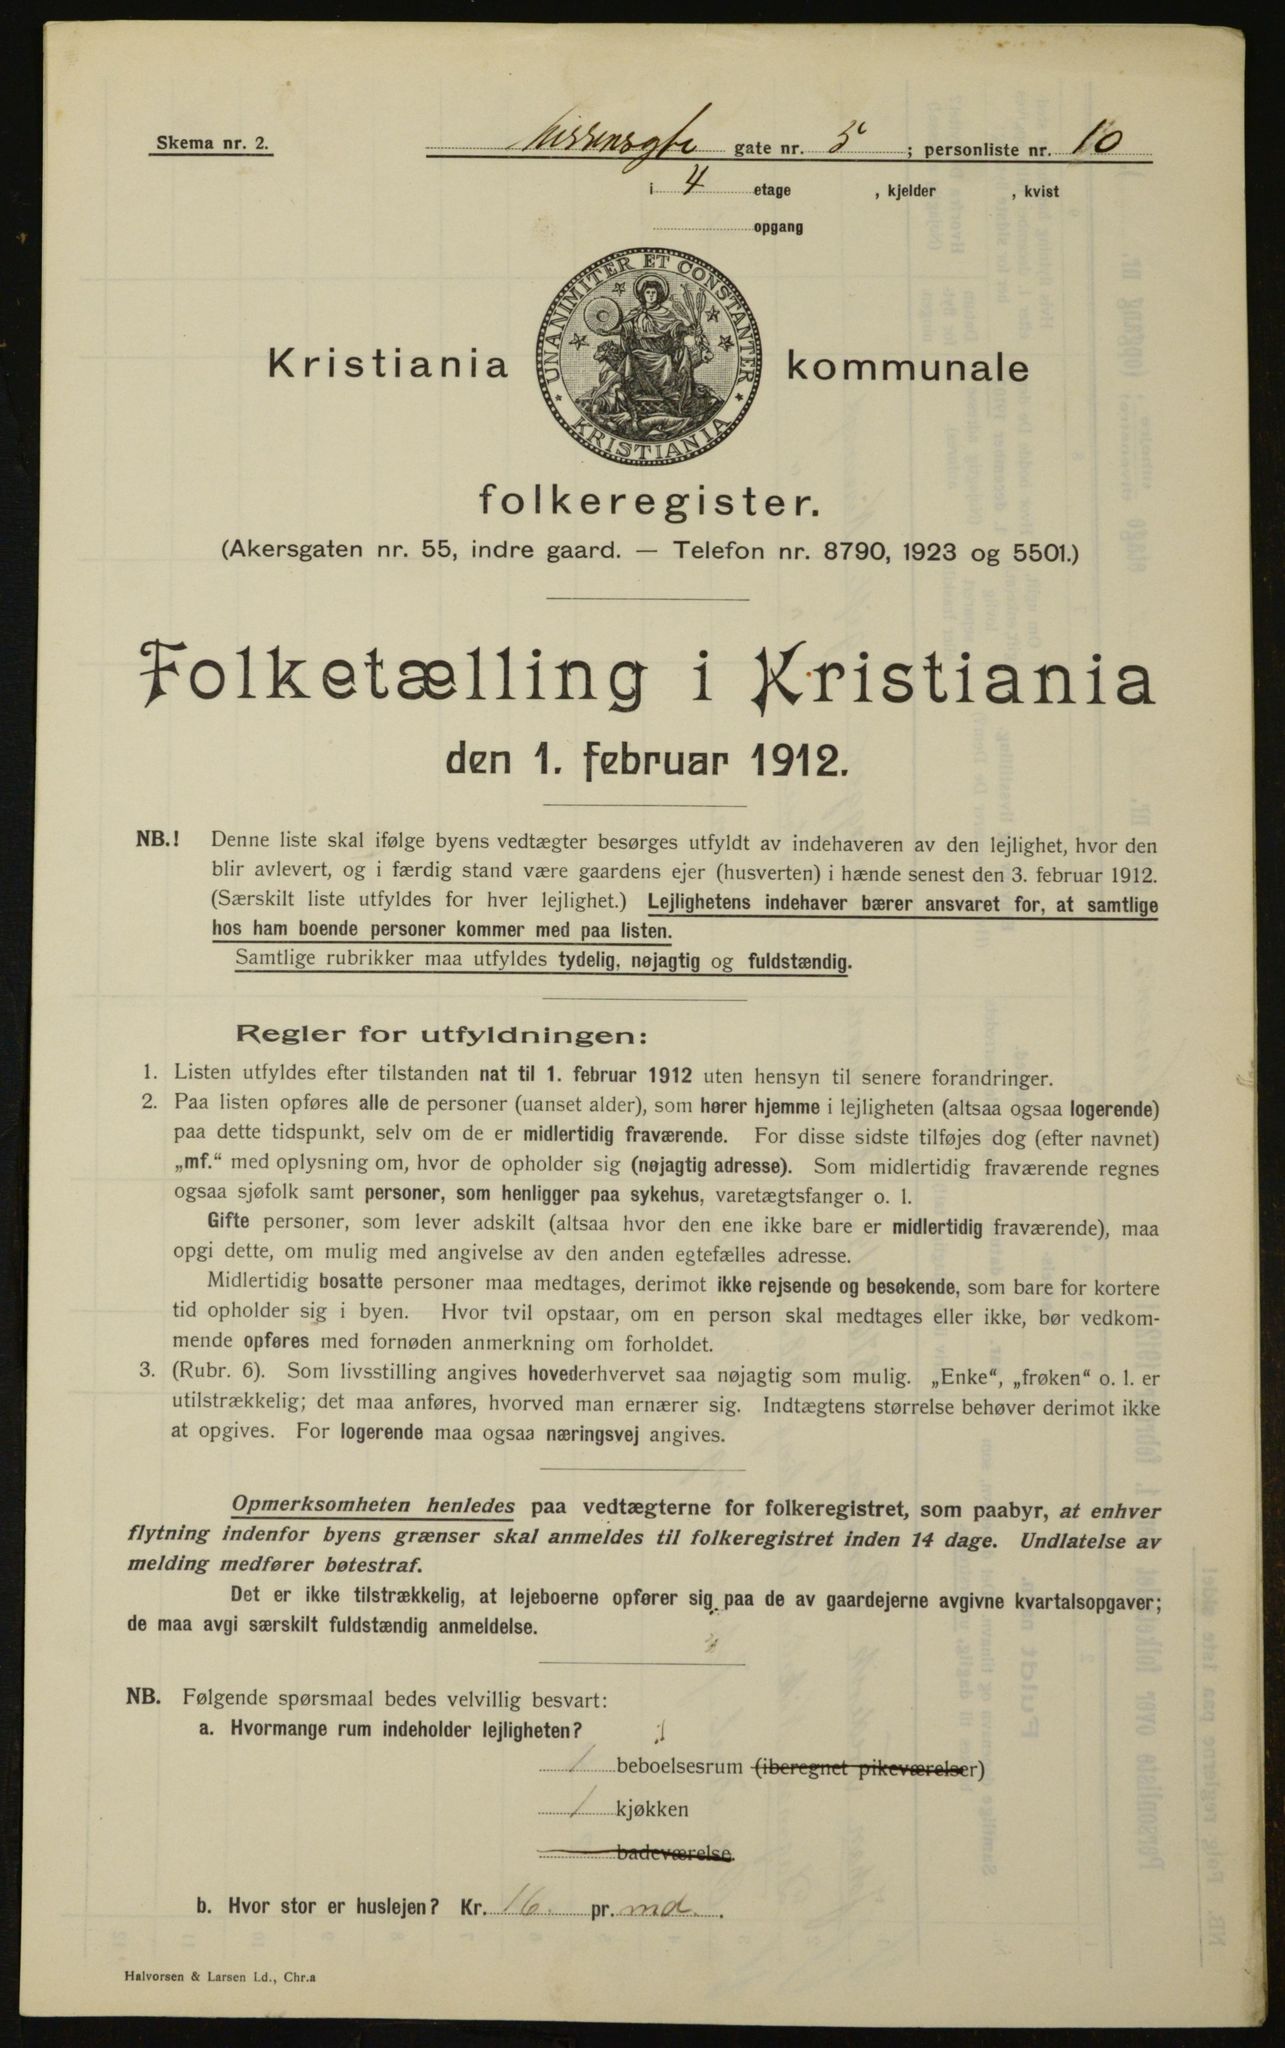 Skema nr. 2.
gate nr. 5 ; personliste nr. 10
i 4 etage , kjelder , kvist
opgang
UNANIMITER ET CONSTANTER
KRISTIANIA
Kristiania kommunale
folkeregister.
(Akersgaten nr. 55, indre gaard. — Telefon nr. 8790, 1923 og 5501.)
Folketælling i Kristiania
den 1. februar 1912.
NB.! Denne liste skal ifølge byens vedtægter besørges utfyldt av indehaveren av den lejlighet, hvor den
blir avlevert, og i færdig stand være gaardens ejer (husverten) i hænde senest den 3. februar 1912.
(Særskilt liste utfyldes for hver lejlighet.) Lejlighetens indehaver bærer ansvaret for, at samtlige
hos ham boende personer kommer med paa listen.
Samtlige rubrikker maa utfyldes tydelig, nøjagtig og fuldstændig.
Regler for utfyldningen:
1. Listen utfyldes efter tilstanden nat til 1. februar 1912 uten hensyn til senere forandringer.
2. Paa listen opføres alle de personer (uanset alder), som hører hjemme i lejligheten (altsaa ogsaa logerende)
paa dette tidspunkt, selv om de er midlertidig fraværende. For disse sidste tilføjes dog (efter navnet)
„mf.“ med oplysning om, hvor de opholder sig (nøjagtig adresse). Som midlertidig fraværende regnes
ogsaa sjøfolk samt personer, som henligger paa sykehus, varetægtsfanger o. l.
Gifte personer, som lever adskilt (altsaa hvor den ene ikke bare er midlertidig fraværende), maa
opgi dette, om mulig med angivelse av den anden egtefælles adresse.
Midlertidig bosatte personer maa medtages, derimot ikke rejsende og besøkende, som bare for kortere
tid opholder sig i byen. Hvor tvil opstaar, om en person skal medtages eller ikke, bør vedkom-
mende opføres med fornøden anmerkning om forholdet.
3. (Rubr. 6). Som livsstilling angives hovederhvervet saa nøjagtig som mulig. „Enke“, „frøken“ o. l. er
utilstrækkelig; det maa anføres, hvorved man ernærer sig. Indtægtens størrelse behøver derimot ikke
at opgives. For logerende maa ogsaa næringsvej angives.
Opmerksomheten henledes paa vedtægterne for folkeregistret, som paabyr, at enhver
flytning indenfor byens grænser skal anmeldes til folkeregistret inden 14 dage. Undlatelse av
melding medfører bøtestraf.
Det er ikke tilstrækkelig, at lejeboerne opfører sig paa de av gaardejerne avgivne kvartalsopgaver;
de maa avgi særskilt fuldstændig anmeldelse.
NB. Følgende spørsmaal bedes velvillig besvart:
a. Hvormange rum indeholder lejligheten?
1 beboelsesrum (iberegnet pikeværelser)
1 kjøkken
badeværelse.
b. Hvor stor er huslejen? Kr. 16. pr. md.
Halvorsen & Larsen Ld., Chr.a